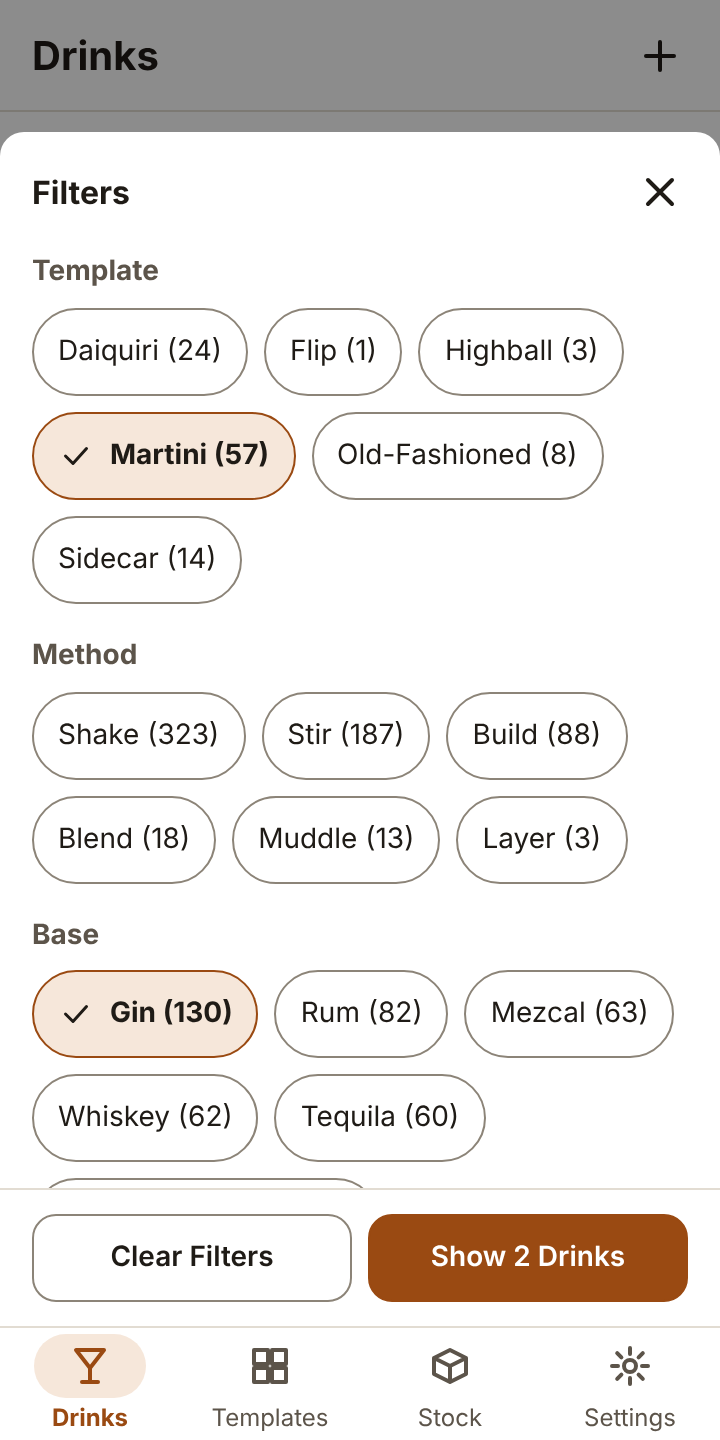 Drinks
Filters
Template
Daiquiri (24) Flip (1) Highball (3)
Martini (57) Old-Fashioned (8)
Sidecar (14)
Method
Shake (323) Stir (187) Build (88)
Blend (18) Muddle (13) Layer (3)
Base
Gin (130) Rum (82) Mezcal (63)
Whiskey (62) Tequila (60)
Clear Filters Show 2 Drinks
Drinks Templates Stock Settings